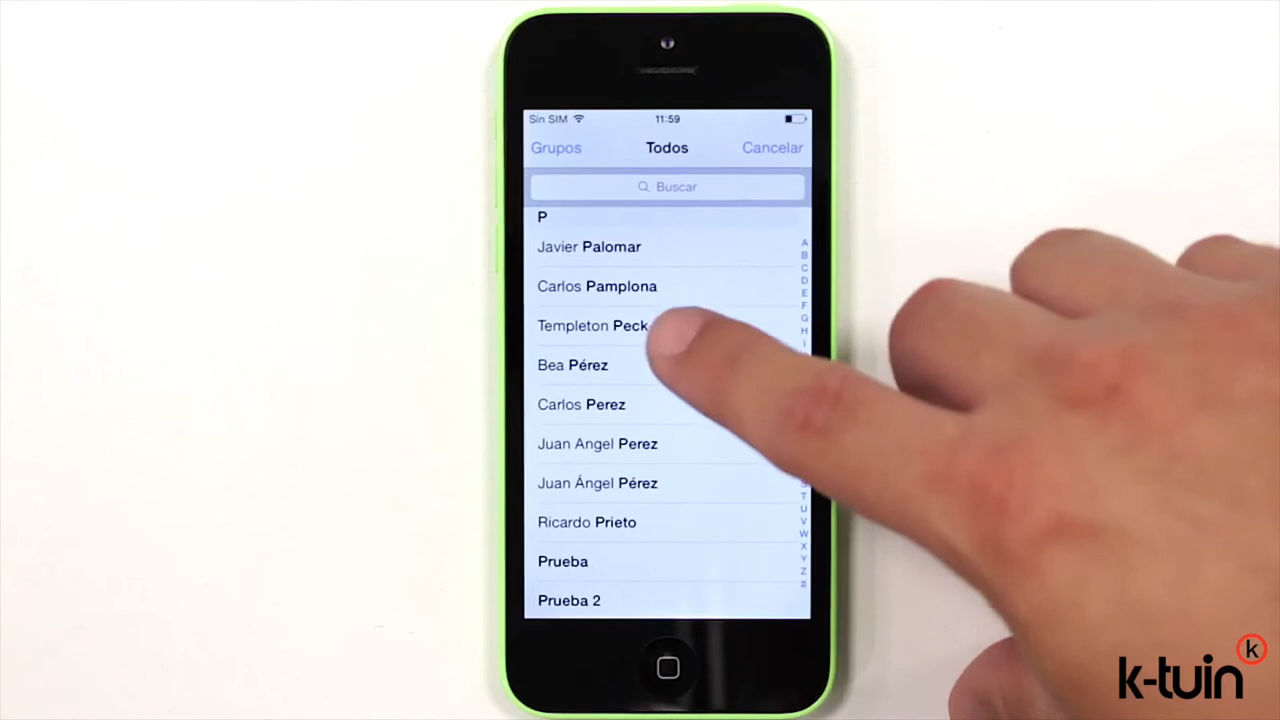 Sin SIM 11:59
Grupos Todos Cancelar
Buscar
P
Javier Palomar
Carlos Pamplona
Templeton Peck
Bea Pérez
Carlos Perez
Juan Angel Perez
Juan Ángel Pérez
Ricardo Prieto
Prueba
Prueba 2
A
B
C
D
E
F
G
H
I
S
T
U
V
W
X
Y
Z
#
k-tuin k